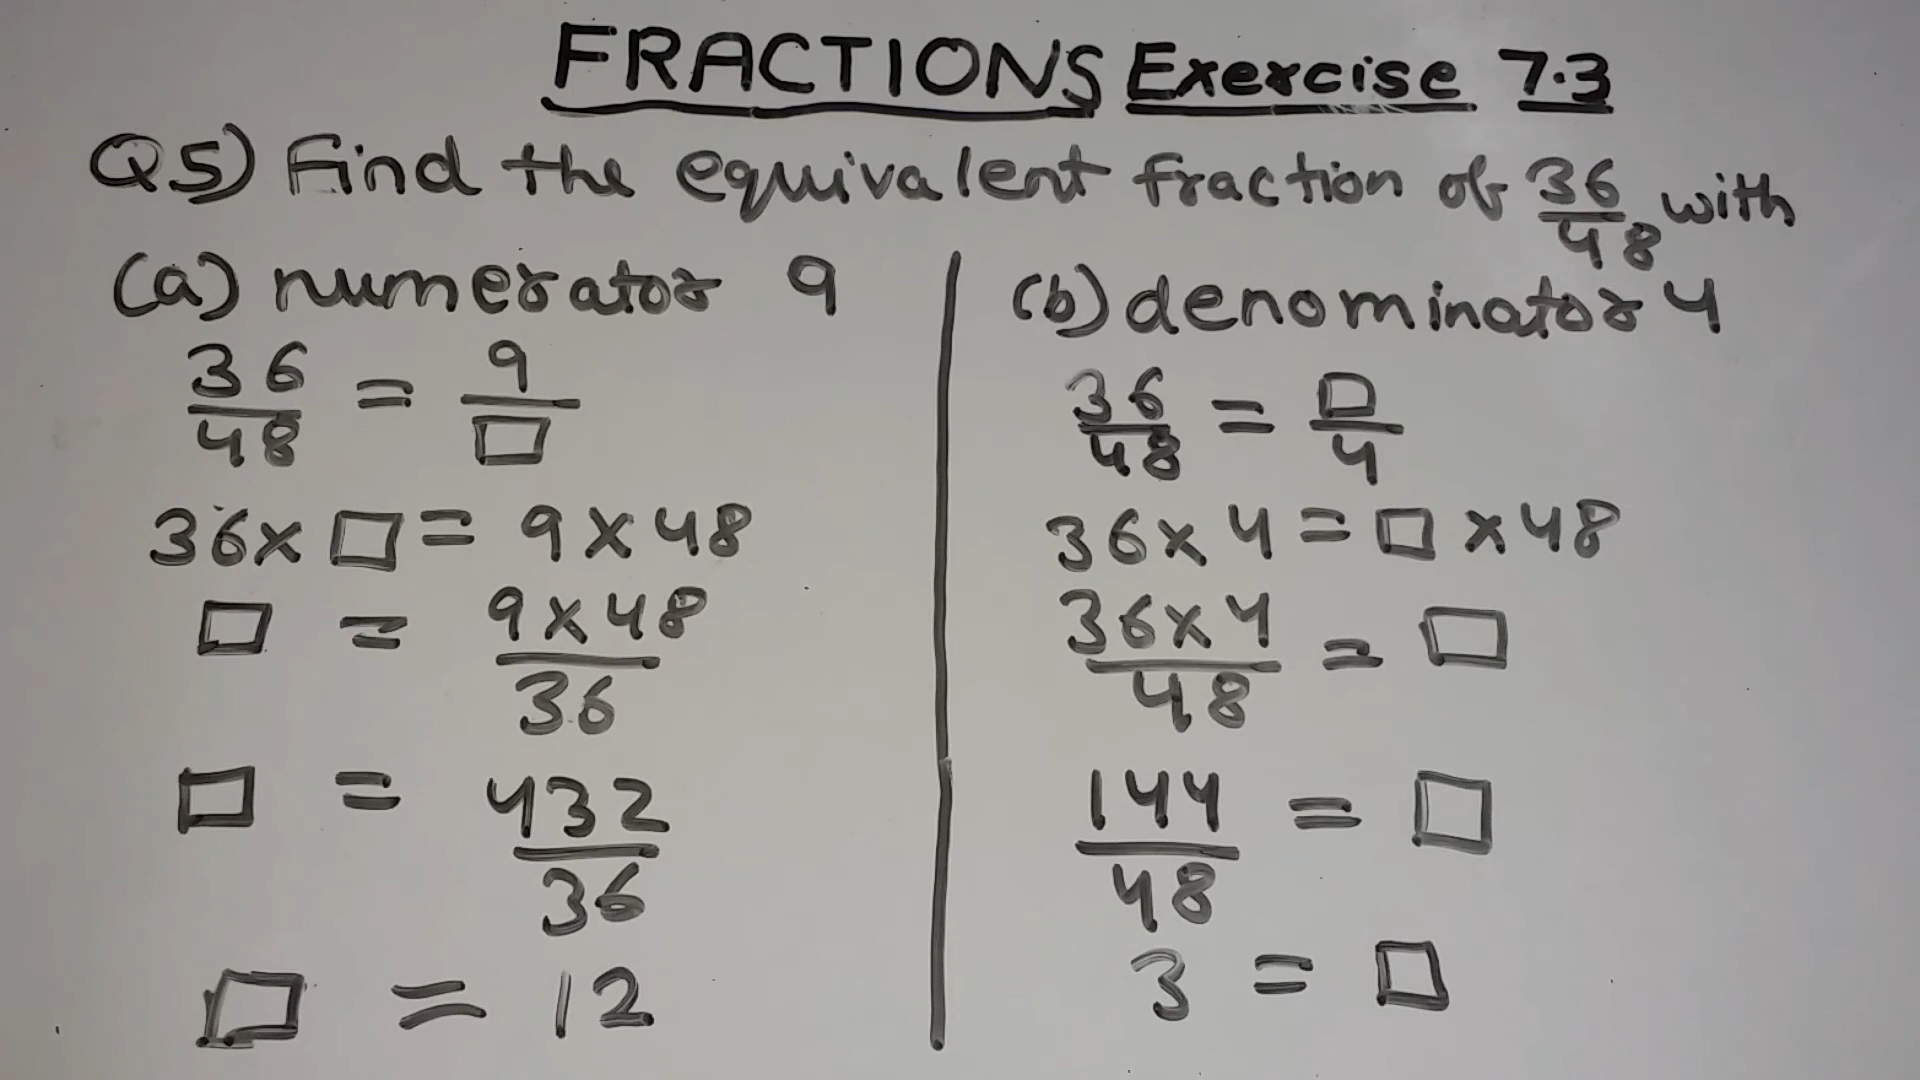 FRACTIONS Exercise 7.3
Q5) Find the equivalent fraction of 36/48 with
(a) numerator 9
36/48 = 9/□
36 x □ = 9 x 48
□ = 9 x 48/36
□ = 432/36
□ = 12
(b) denominator 4
36/48 = □/4
36 x 4 = □ x 48
36 x 4/48 = □
144/48 = □
3 = □